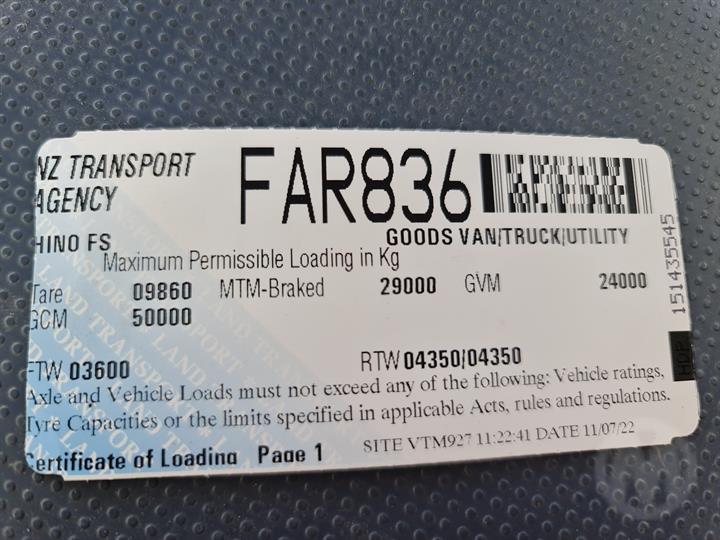 NZ TRANSPORT
AGENCY
FAR836
HINO FS
GOODS VAN/TRUCK/UTILITY
Maximum Permissible Loading in Kg
Tare 09860 MTM-Braked 29000 GVM 24000
GCM 50000
151435545
HDP
FTW 03600 RTW 04350/04350
Axle and Vehicle Loads must not exceed any of the following: Vehicle ratings,
Tyre Capacities or the limits specified in applicable Acts, rules and regulations.
Certificate of Loading Page 1 SITE VTM927 11:22:41 DATE 11/07/22